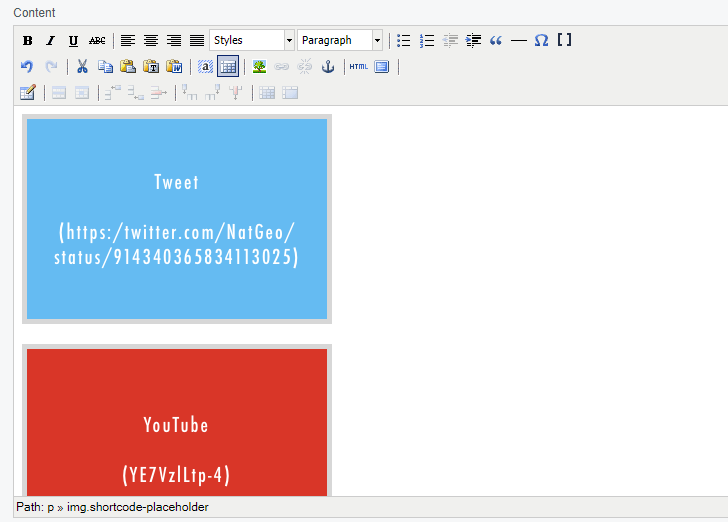 Content
B I U ABC Styles Paragraph
HTML
Tweet
(https:/twitter.com/NatGeo/
status/914340365834113025)
YouTube
(YE7VzlLtp-4)
Path: p » img.shortcode-placeholder